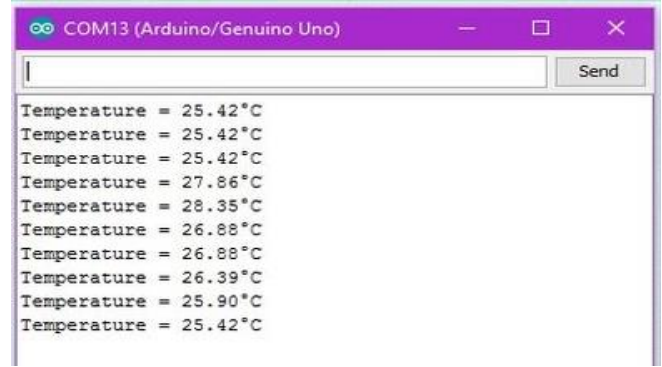 COM13 (Arduino/Genuino Uno)
Send
Temperature = 25.42°C
Temperature = 25.42°C
Temperature = 25.42°C
Temperature = 27.86°C
Temperature = 28.35°C
Temperature = 26.88°C
Temperature = 26.88°C
Temperature = 26.39°C
Temperature = 25.90°C
Temperature = 25.42°C